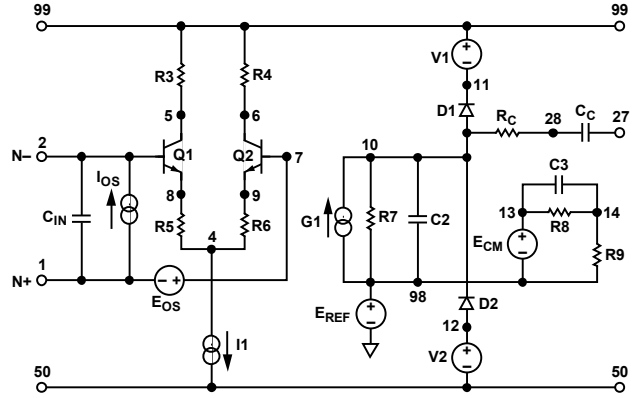 99
99
V1
R3
R4
11
D1
5
6
RC
28
CC
27
N–
2
Q1
Q2
7
10
IOS
8
9
G1
R7
C2
C3
CIN
13
R8
14
R5
R6
4
ECM
R9
N+
1
EOS
98
EREF
D2
12
I1
V2
50
50